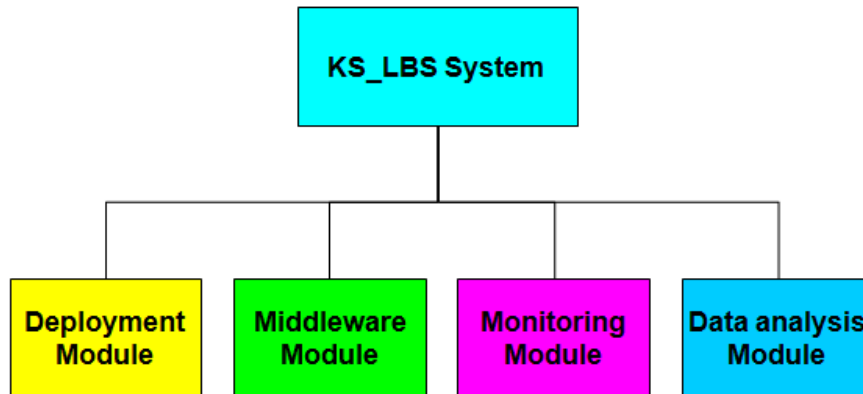 KS_LBS System
Deployment
Module
Middleware
Module
Monitoring
Module
Data analysis
Module